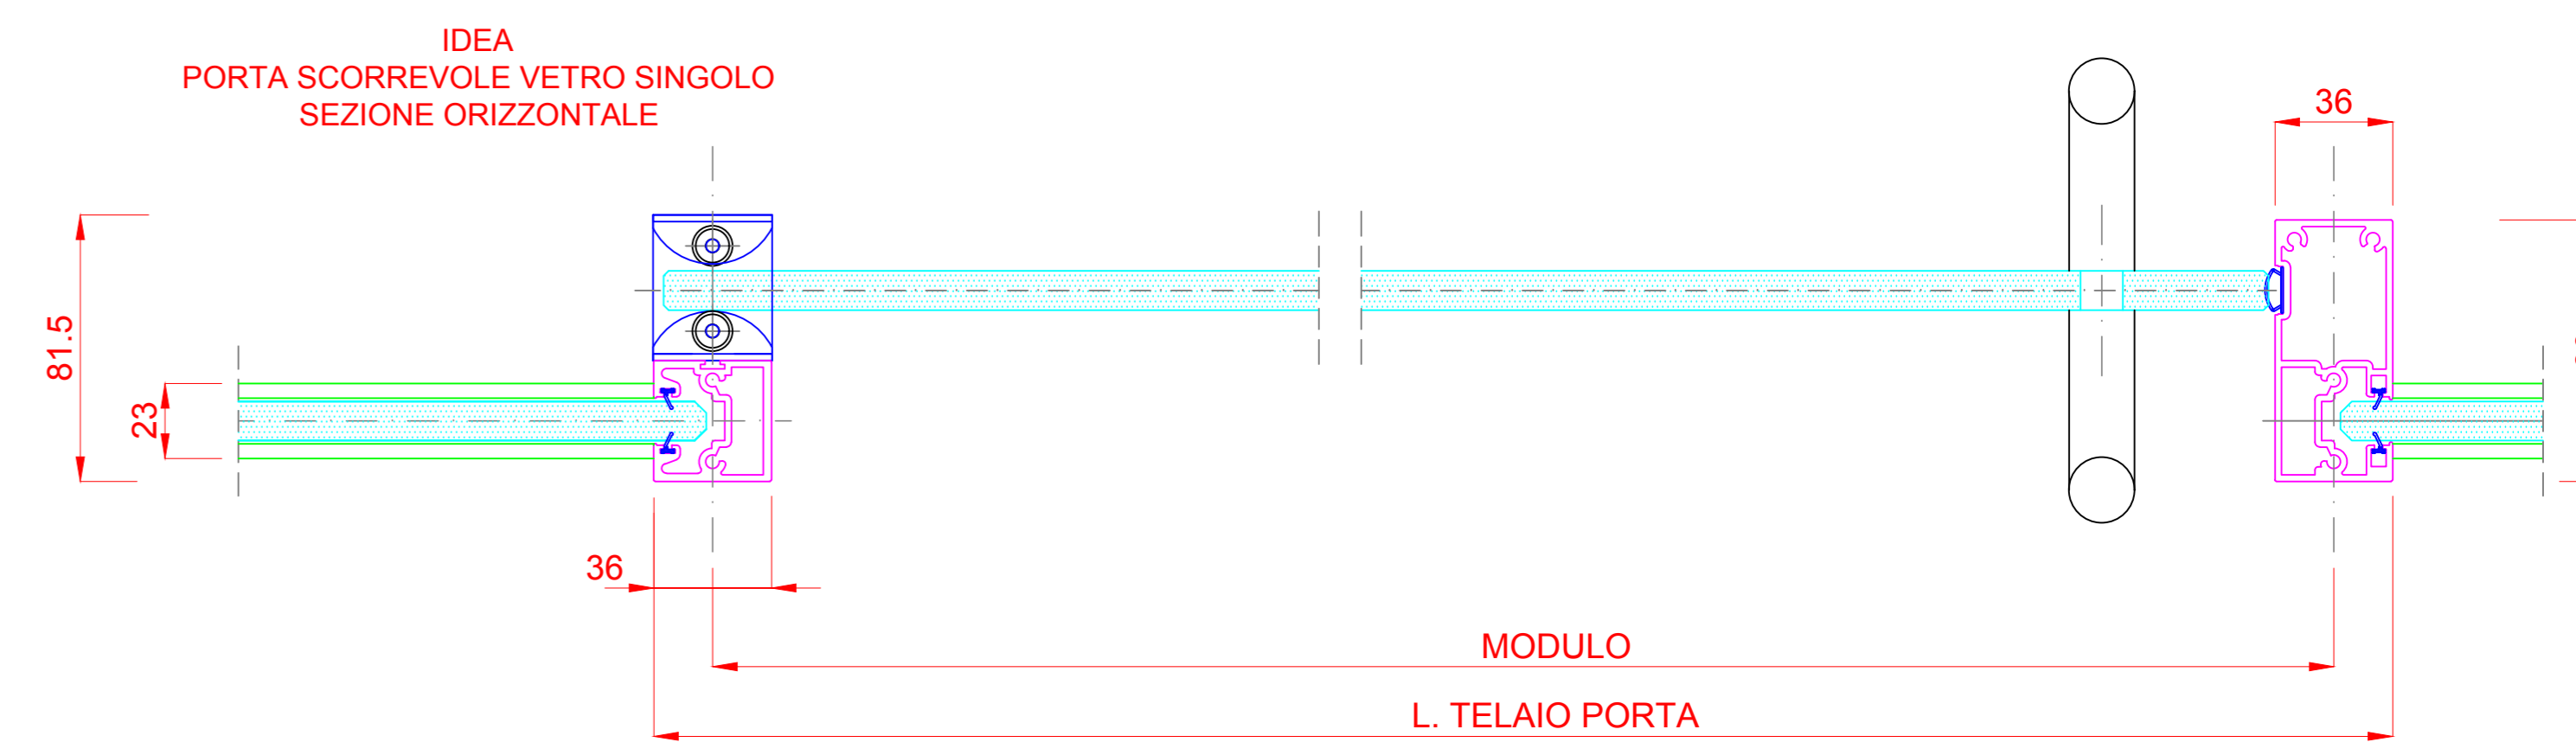 IDEA
PORTA SCORREVOLE VETRO SINGOLO
SEZIONE ORIZZONTALE
36
81.5
23
36
MODULO
L. TELAIO PORTA